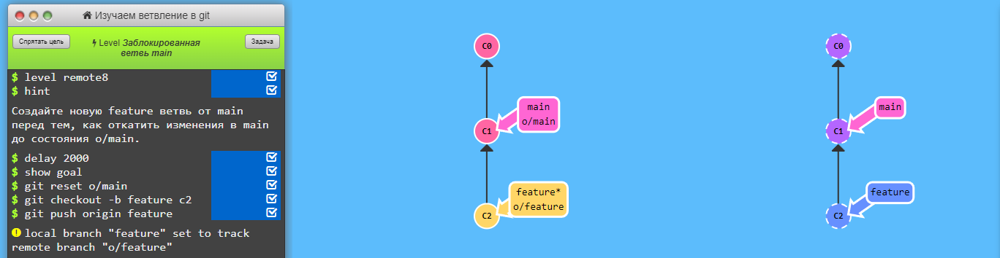 Изучаем ветвление в git
Спрятать цель
Level Заблокированная
ветвь main
Задача
$ level remote8
$ hint
Создайте новую feature ветвь от main
перед тем, как откатить изменения в main
до состояния o/main.
$ delay 2000
$ show goal
$ git reset o/main
$ git checkout -b feature c2
$ git push origin feature
local branch "feature" set to track
remote branch "o/feature"
C0
main
o/main
C1
feature*
o/feature
C2
C0
main
C1
feature
C2